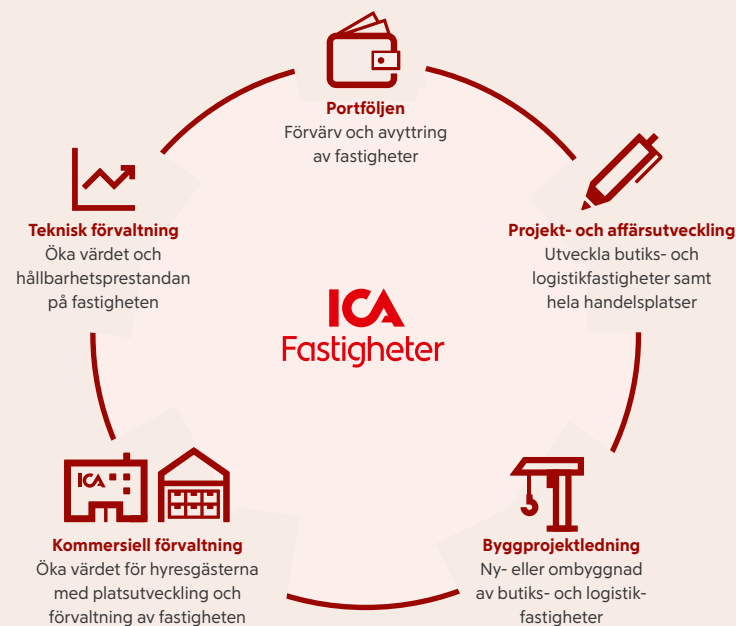 Portföljen
Förvärv och avyttring
av fastigheter
Projekt- och affärsutveckling
Utveckla butiks- och
logistikfastigheter samt
hela handelsplatser
Byggprojektledning
Ny- eller ombyggnad
av butiks- och logistik-
fastigheter
ICA
Kommersiell förvaltning
Öka värdet för hyresgästerna
med platsutveckling och
förvaltning av fastigheten
Teknisk förvaltning
Öka värdet och
hållbarhetsprestandan
på fastigheten
ICA
Fastigheter